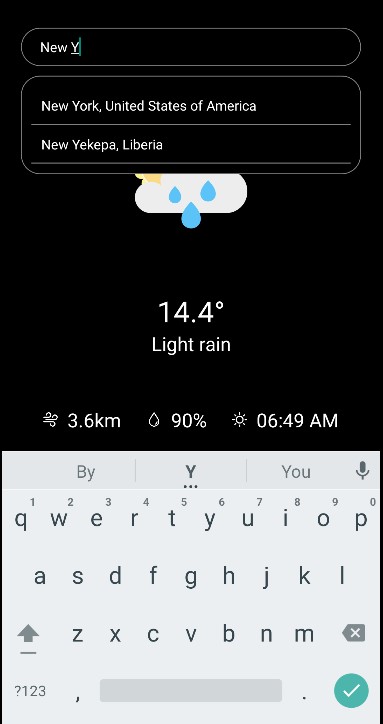 New Y
New York, United States of America
New Yekepa, Liberia
14.4°
Light rain
3.6km 90% 06:49 AM
By Y You
1 2 3 4 5 6 7 8 9 0
q w e r t y u i o p
a s d f g h j k l
z x c v b n m
?123 , .